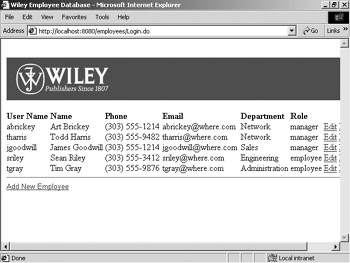 Wiley Employee Database - Microsoft Internet Explorer
File Edit View Favorites Tools Help
Address http://localhost:8080/employees/Login.do Go Links »
WILEY
Publishers Since 1807
User Name Name Phone Email Department Role
abrickey Art Brickey (303) 555-1214 abrickey@where.com Network manager Edit
tharris Todd Harris (303) 555-9482 tharris@where.com Network manager Edit
jgoodwill James Goodwill (303) 555-1214 jgoodwill@where.com Sales manager Edit
sriley Sean Riley (303) 555-3412 sriley@where.com Engineering employee Edit
tgray Tim Gray (303) 555-9876 tgray@where.com Administration employee Edit
Add New Employee
Done Local intranet